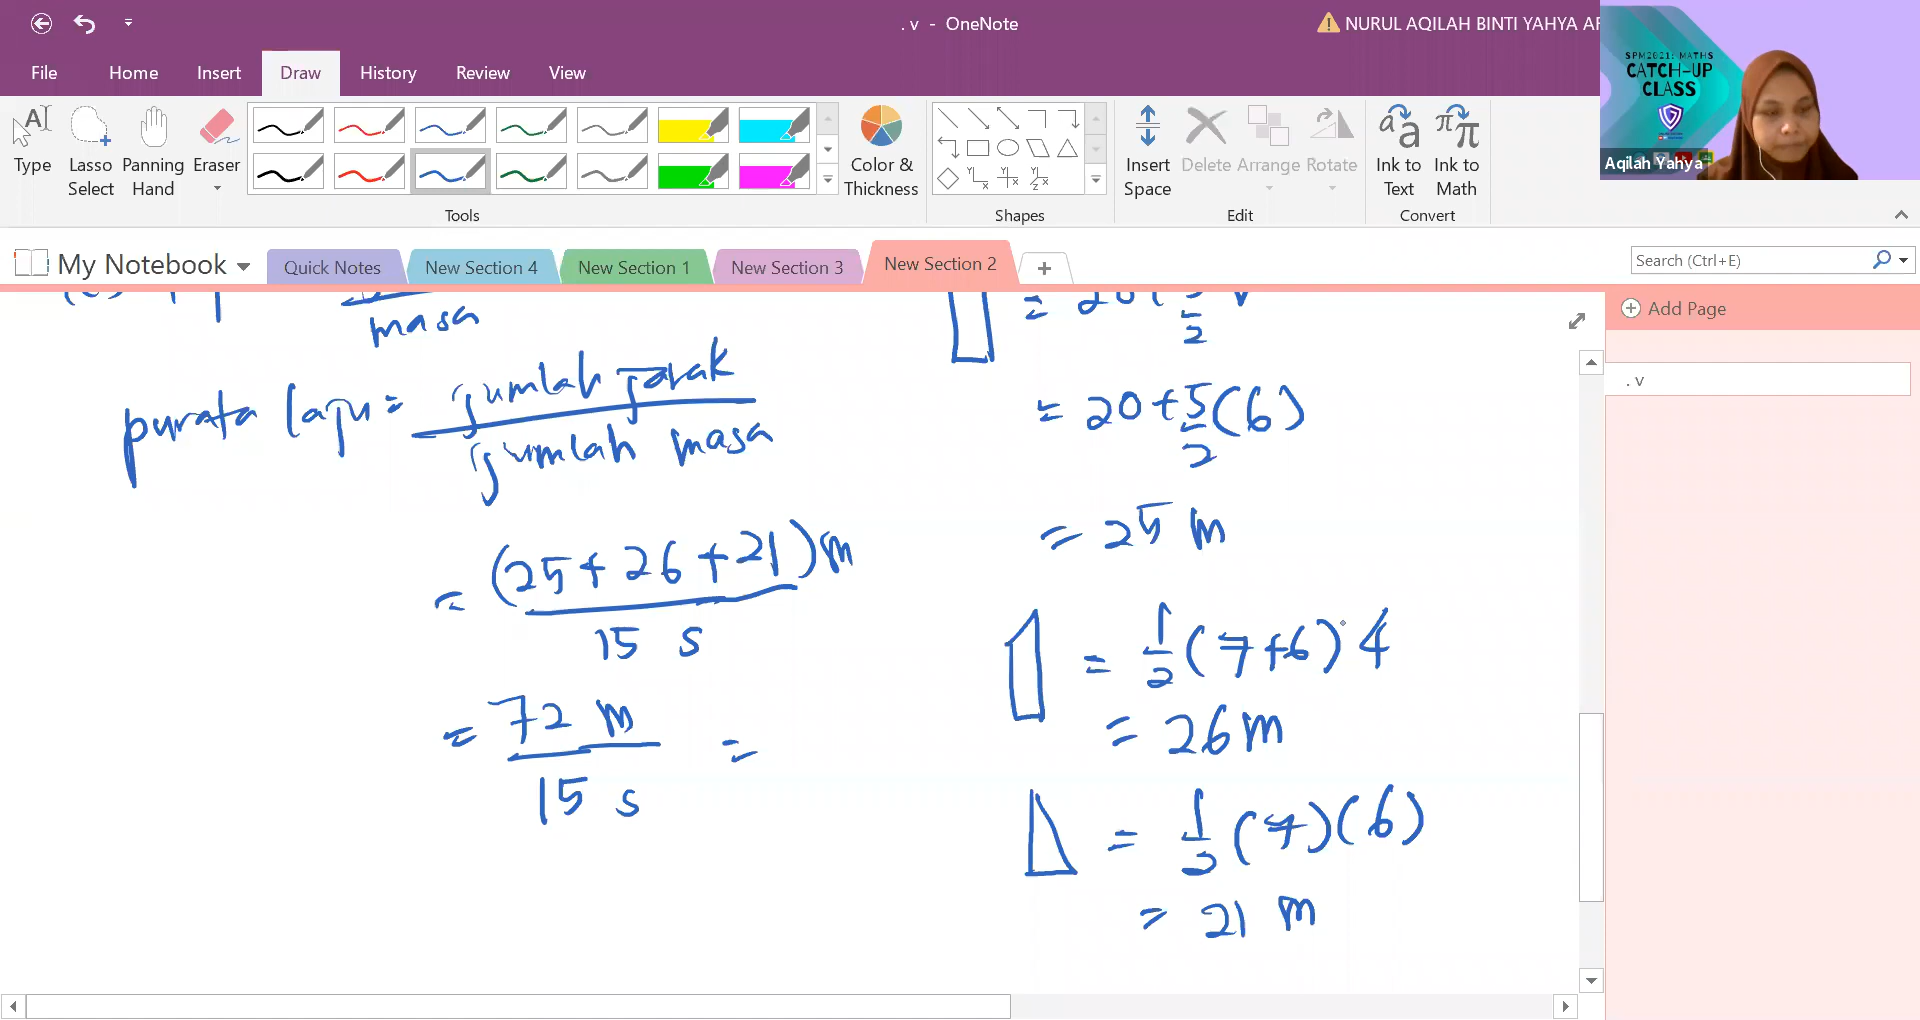 . v - OneNote
NURUL AQILAH BINTI YAHYA AF
File Home Insert Draw History Review View
Type
Lasso Select
Panning Hand
Eraser
Color & Thickness
Insert Space
Delete
Arrange
Rotate
Ink to Text
Ink to Math
Tools
Shapes
Edit
Convert
SPM2021: MATHS
CATCH-UP
CLASS
Aqilah Yahya
My Notebook
Quick Notes
New Section 4
New Section 1
New Section 3
New Section 2
Search (Ctrl+E)
Add Page
. v
masa
purata laju = jumlah jarak
jumlah masa
= (25 + 26 + 21) m
15 s
= 72 m =
15 s
= 20 + 5/2 (6)
= 25 m
= 1/2 (7+6) 4
= 26 m
= 1/2 (7)(6)
= 21 m